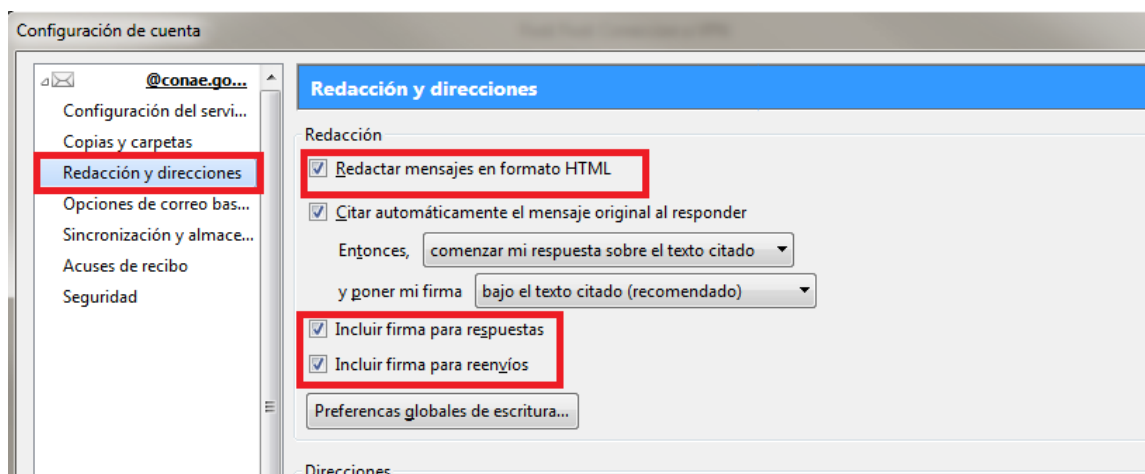 Configuración de cuenta
@conae.go...
Configuración del servi...
Copias y carpetas
Redacción y direcciones
Opciones de correo bas...
Sincronización y almace...
Acuses de recibo
Seguridad
Redacción y direcciones
Redacción
Redactar mensajes en formato HTML
Citar automáticamente el mensaje original al responder
Entonces, comenzar mi respuesta sobre el texto citado
y poner mi firma bajo el texto citado (recomendado)
Incluir firma para respuestas
Incluir firma para reenvíos
Preferencas globales de escritura...
Direcciones